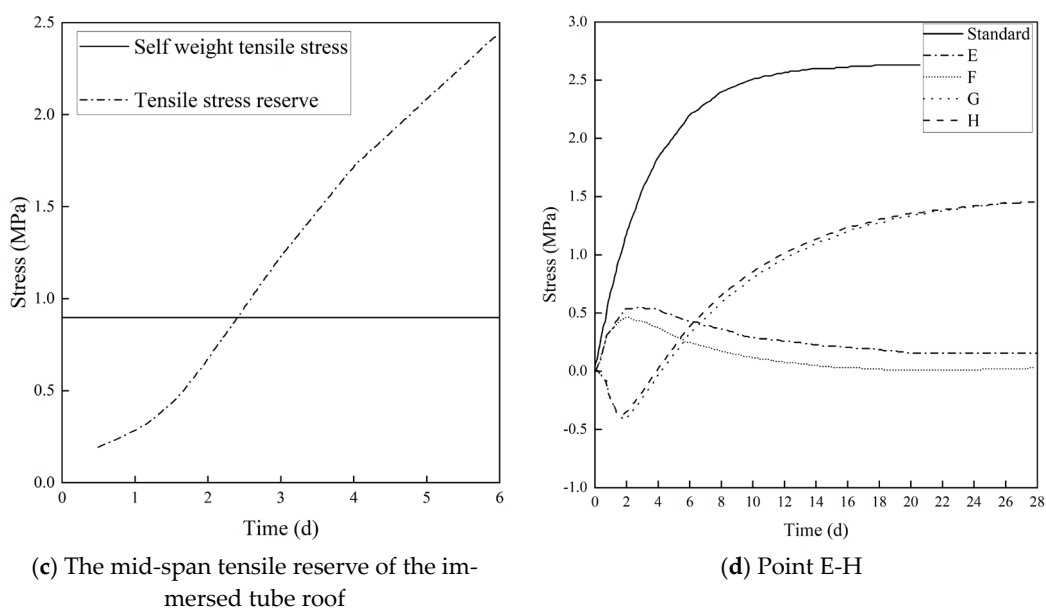 2.5
2.0
1.5
1.0
0.5
0.0
Stress (MPa)
Self weight tensile stress
Tensile stress reserve
0 1 2 3 4 5 6
Time (d)
(c) The mid-span tensile reserve of the im-
mersed tube roof
3.0
2.5
2.0
1.5
1.0
0.5
0.0
-0.5
-1.0
Stress (MPa)
Standard
E
F
G
H
0 2 4 6 8 10 12 14 16 18 20 22 24 26 28
Time (d)
(d) Point E-H